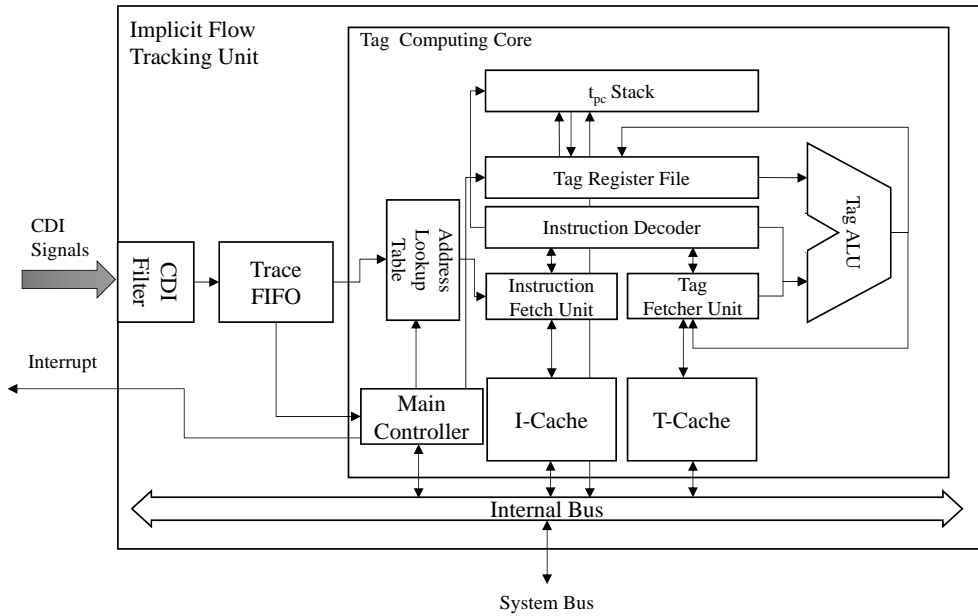 Implicit Flow
Tracking Unit
Tag Computing Core
tpc Stack
Tag Register File
Instruction Decoder
Tag ALU
CDI
Signals
CDI
Filter
Trace
FIFO
Address
Lookup
Table
Instruction
Fetch Unit
Tag
Fetcher Unit
Interrupt
Main
Controller
I-Cache
T-Cache
Internal Bus
System Bus